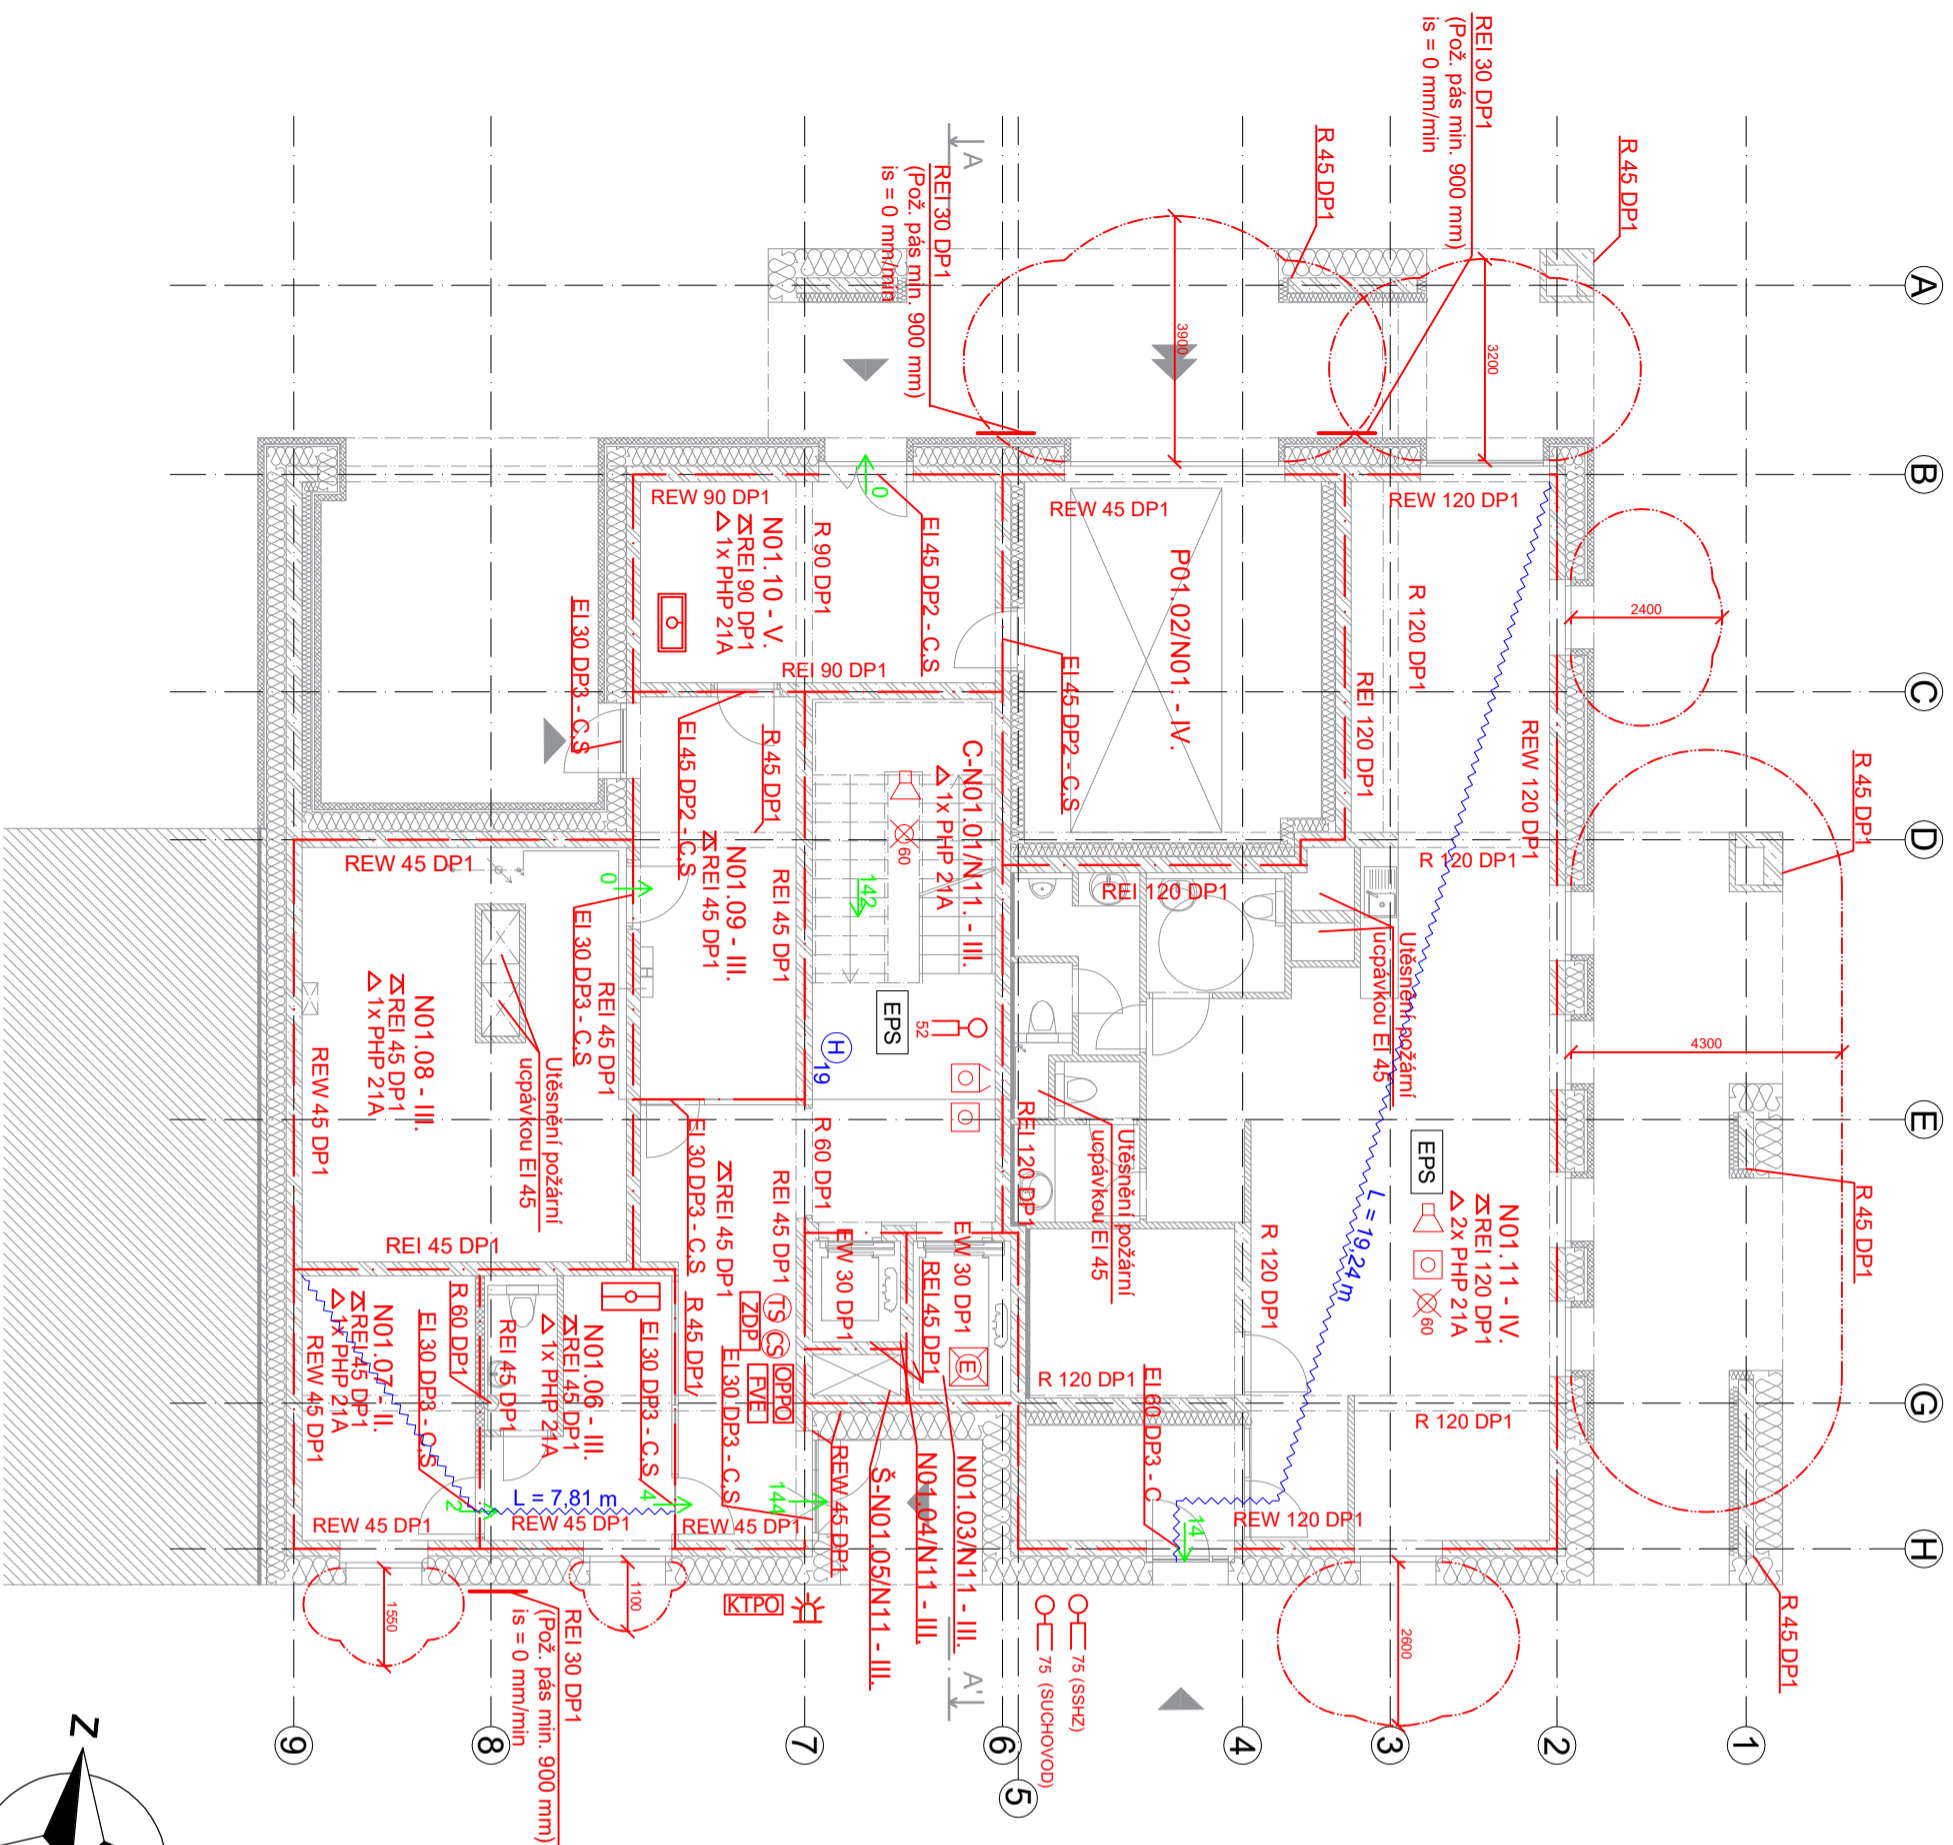 REI 30 DP1
(Pož. pás min. 900 mm)
is = 0 mm/min
R 45 DP1
R 45 DP1
A
REI 30 DP1
(Pož. pás min. 900 mm)
is = 0 mm/min
3900
3200
A
B
C
D
E
G
H
REW 90 DP1
N01.10 - V.
REI 90 DP1
1x PHP 21A
R 90 DP1
0
EI 45 DP2 - C,S
REI 90 DP1
REW 45 DP1
P01.02/N01. - IV.
EI 45 DP2 - C,S
REW 120 DP1
R 120 DP1
REI 120 DP1
REW 120 DP1
2400
R 45 DP1
EI 30 DP3 - C,S
EI 45 DP2 - C,S
R 45 DP1
N01.09 - III.
REI 45 DP1
REI 45 DP1
C-N01.01/N11. - III.
1x PHP 21A
60
142
EPS
52
H
19
R 60 DP1
REI 120 DP1
R 120 DP1
Utěsnění požární
ucpávkou EI 45
4300
R 45 DP1
REW 45 DP1
0
EI 30 DP3 - C,S
REI 45 DP1
H
N01.08 - III.
REI 45 DP1
1x PHP 21A
Utěsnění požární
ucpávkou EI 45
REW 45 DP1
REI 45 DP1
EI 30 DP3 - C,S
REI 45 DP1
REI 45 DP1
R 45 DP1
TS
CS
ZDP
OPPO
FVE
EI 30 DP3 - C,S
EW 30 DP1
EW 30 DP1
REI 45 DP1
E
REI 120 DP1
Utěsnění požární
ucpávkou EI 45
EPS
N01.11 - IV.
REI 120 DP1
2x PHP 21A
60
L = 19,24 m
R 120 DP1
R 120 DP1
R 120 DP1
EI 60 DP3 - C
14
REW 120 DP1
N01.07 - II.
REI 45 DP1
1x PHP 21A
REW 45 DP1
EI 30 DP3 - C,S
R 60 DP1
REI 45 DP1
N01.06 - III.
REI 45 DP1
1x PHP 21A
EI 30 DP3 - C,S
2
L = 7,81 m
4
144
REW 45 DP1
REW 45 DP1
REW 45 DP1
REW 45 DP1
Š-N01.05/N11 - III.
N01.04/N11 - III.
N01.03/N11 - III.
R 45 DP1
1550
1100
2600
KTPO
REI 30 DP1
(Pož. pás min. 900 mm)
is = 0 mm/min
75 (SSHZ)
75 (SUCHOVOD)
A'
9
8
7
6
5
4
3
2
1
Z